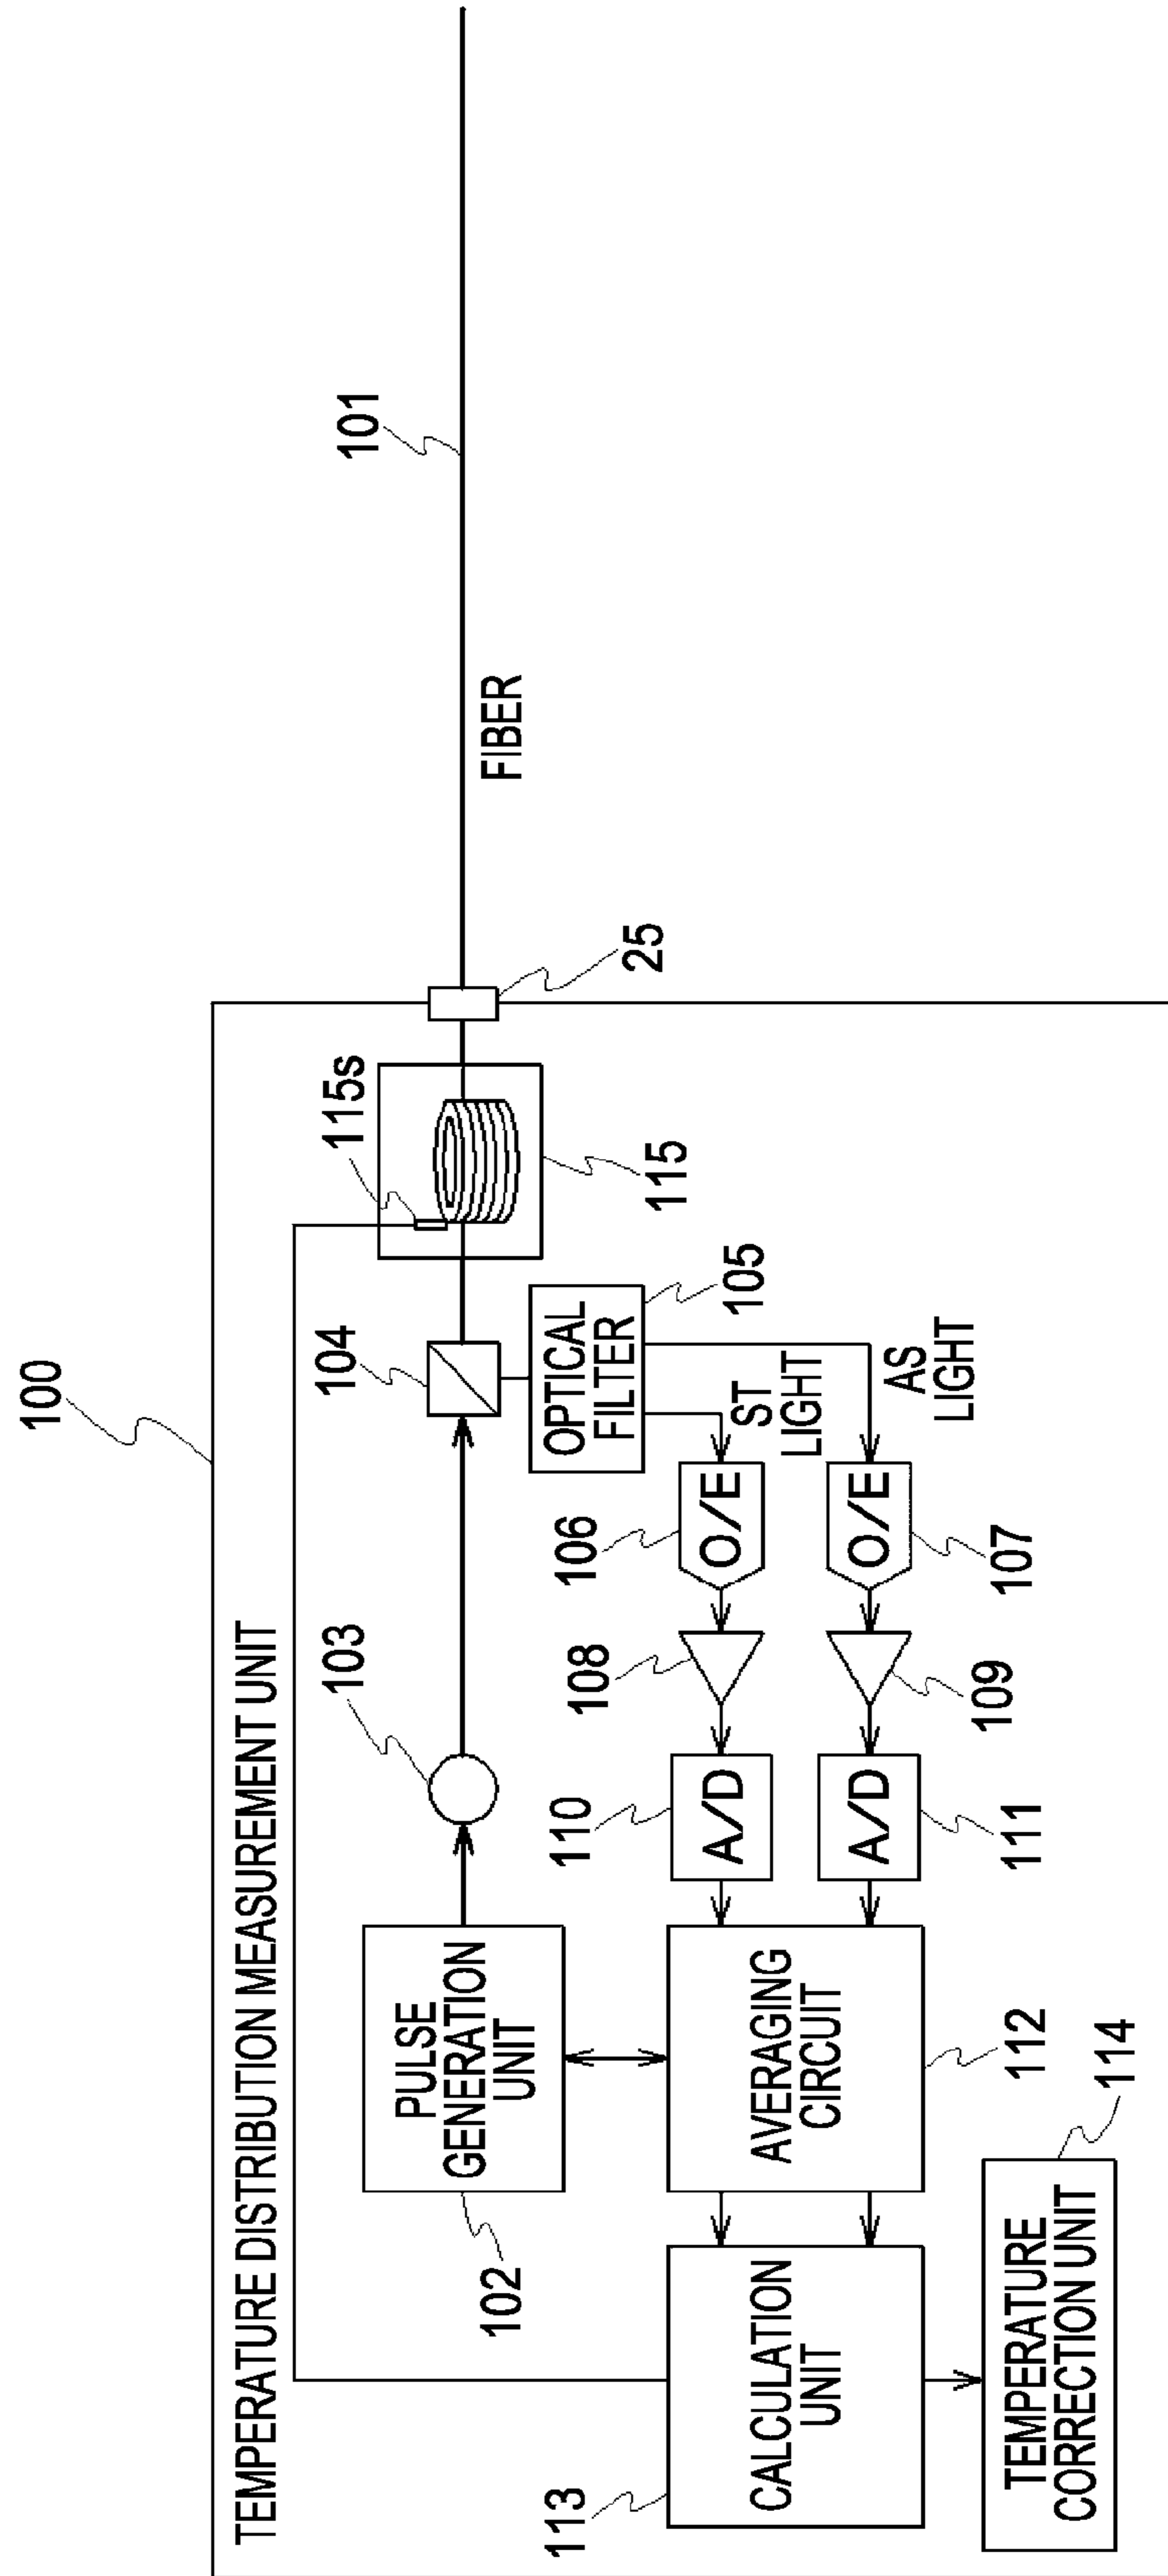 100
TEMPERATURE DISTRIBUTION MEASUREMENT UNIT
102
PULSE
GENERATION
UNIT
103
104
115s
115
25
101
FIBER
OPTICAL
FILTER
105
ST
LIGHT
AS
LIGHT
106
O/E
O/E
107
108
109
110
A/D
A/D
111
AVERAGING
CIRCUIT
112
113
CALCULATION
UNIT
TEMPERATURE
CORRECTION UNIT
114